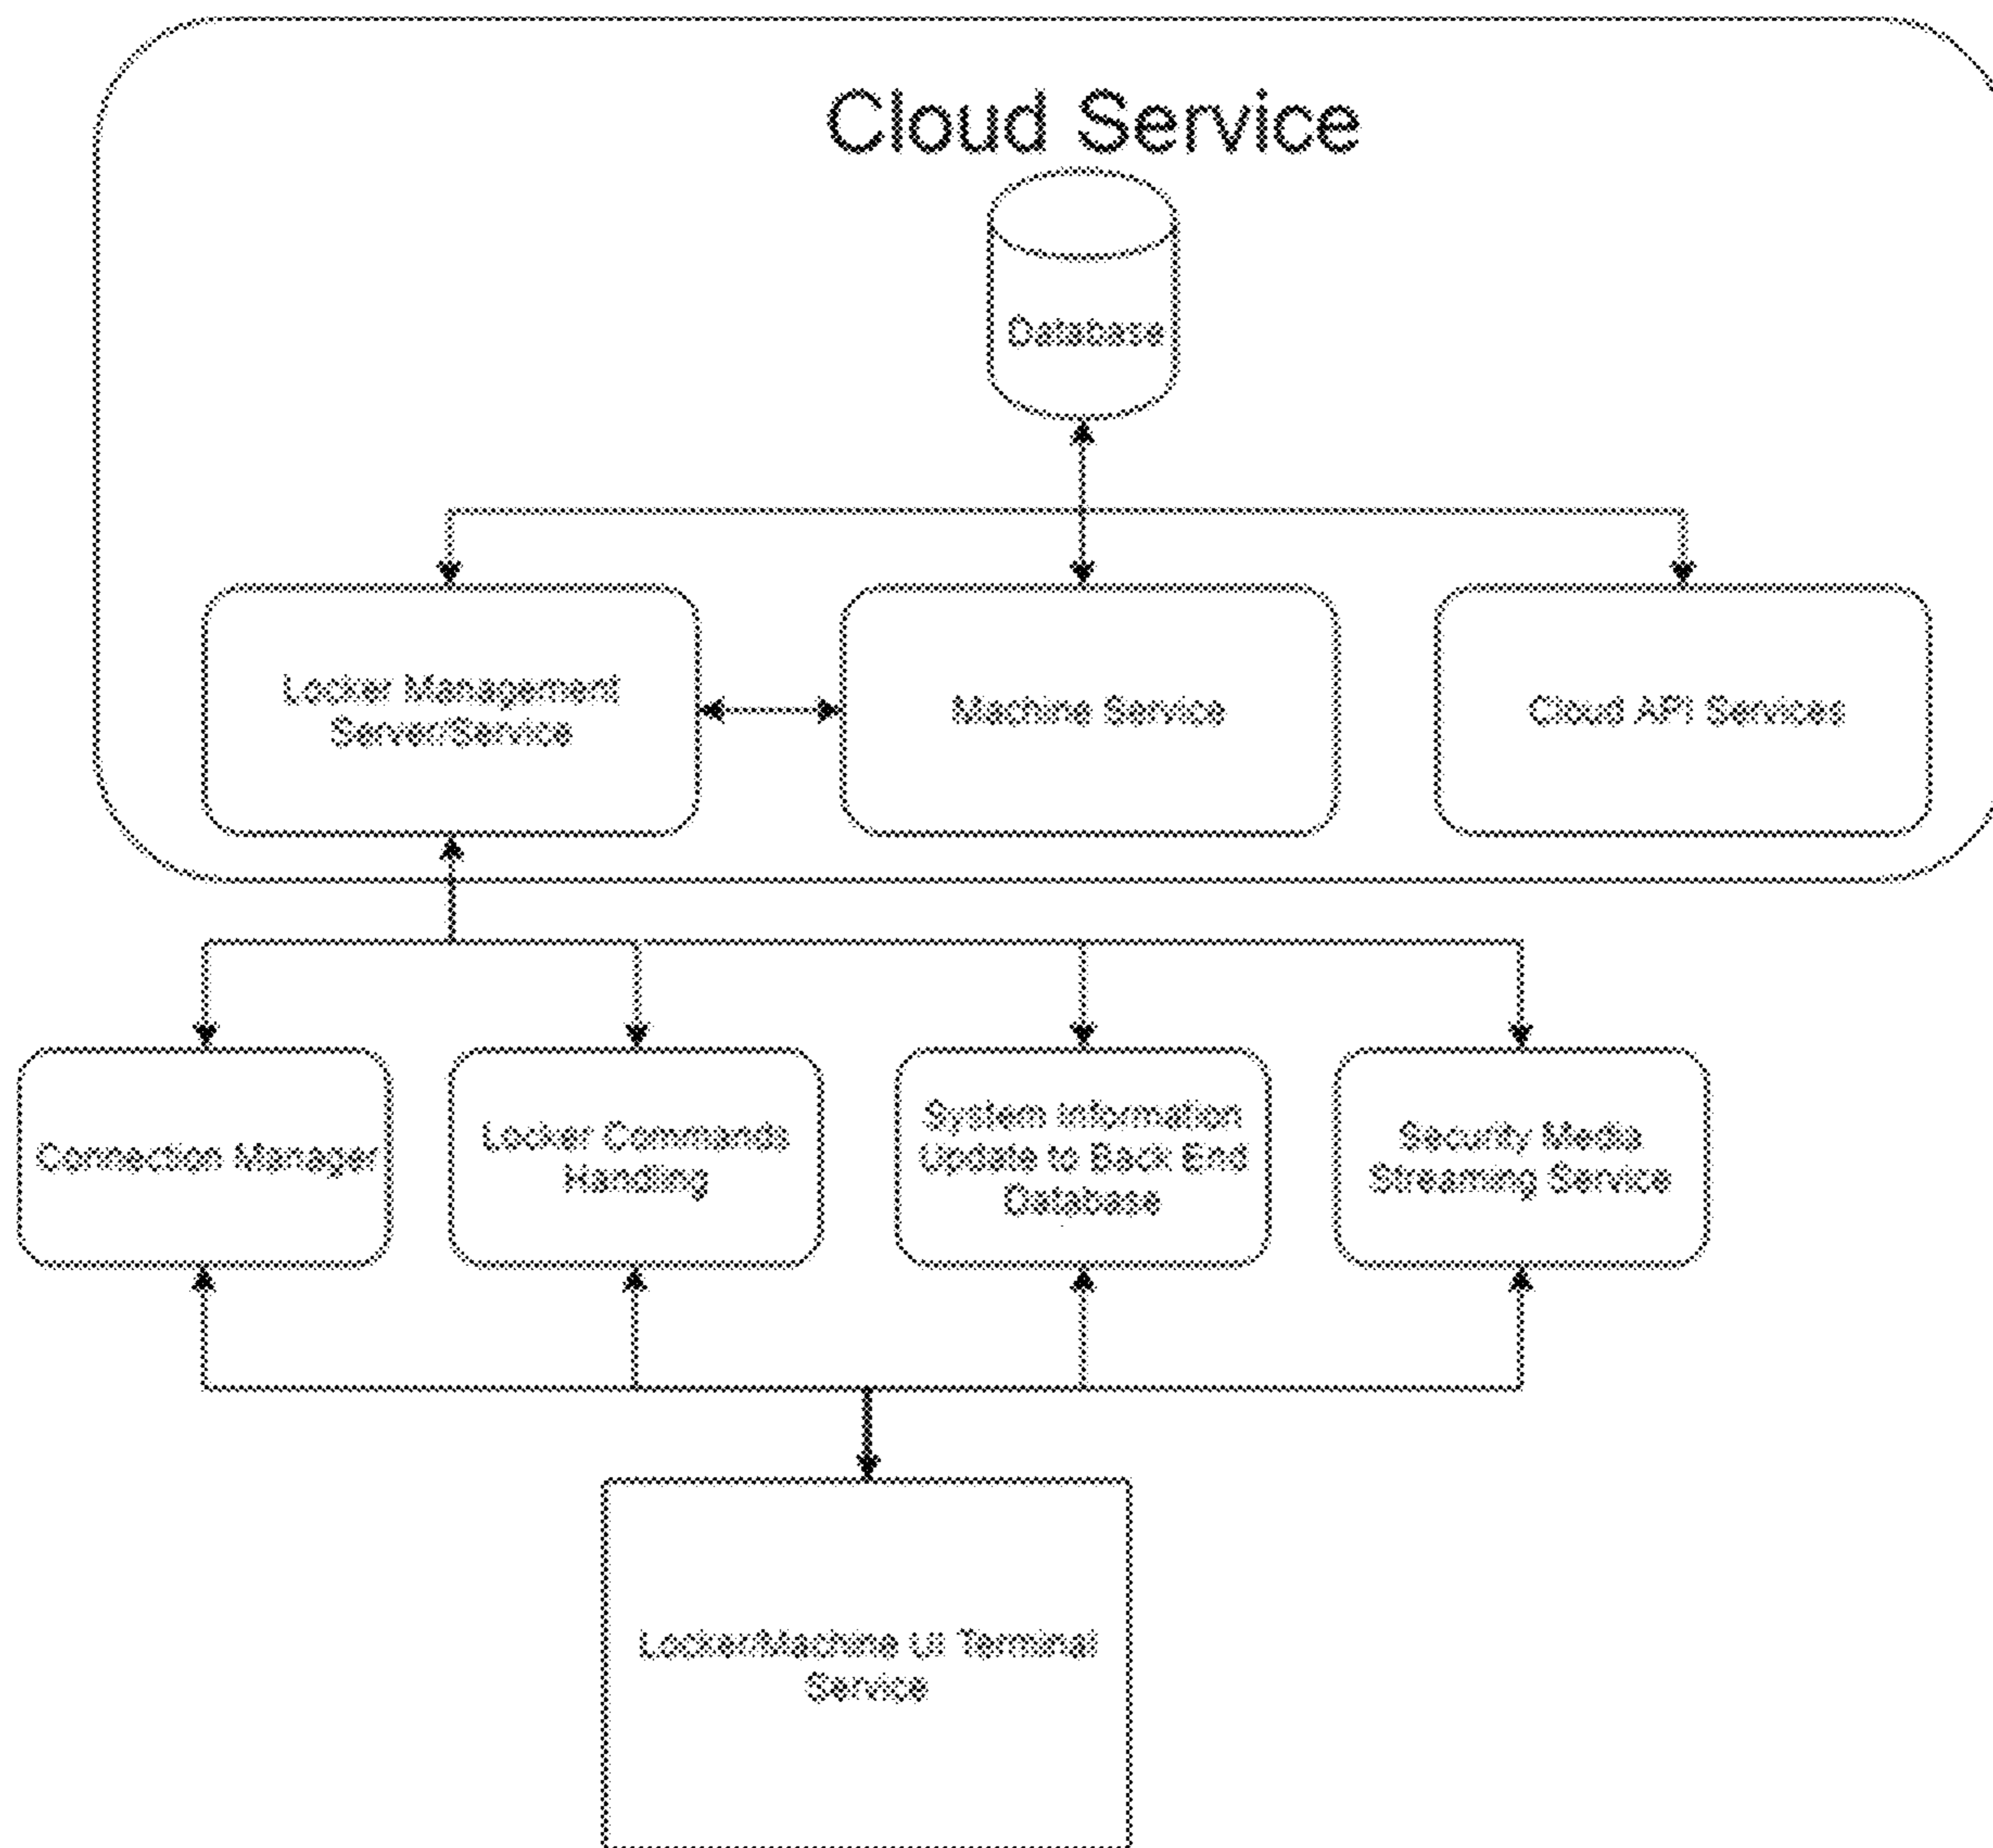 Cloud Service
Database
Locker Management
Server/Service
Machine Service
Cloud API Services
Connection Manager
Locker Commands
Handling
System Information
Update to Back End
Database
Security Media
Streaming Service
Locker/Machine UI Terminal
Service